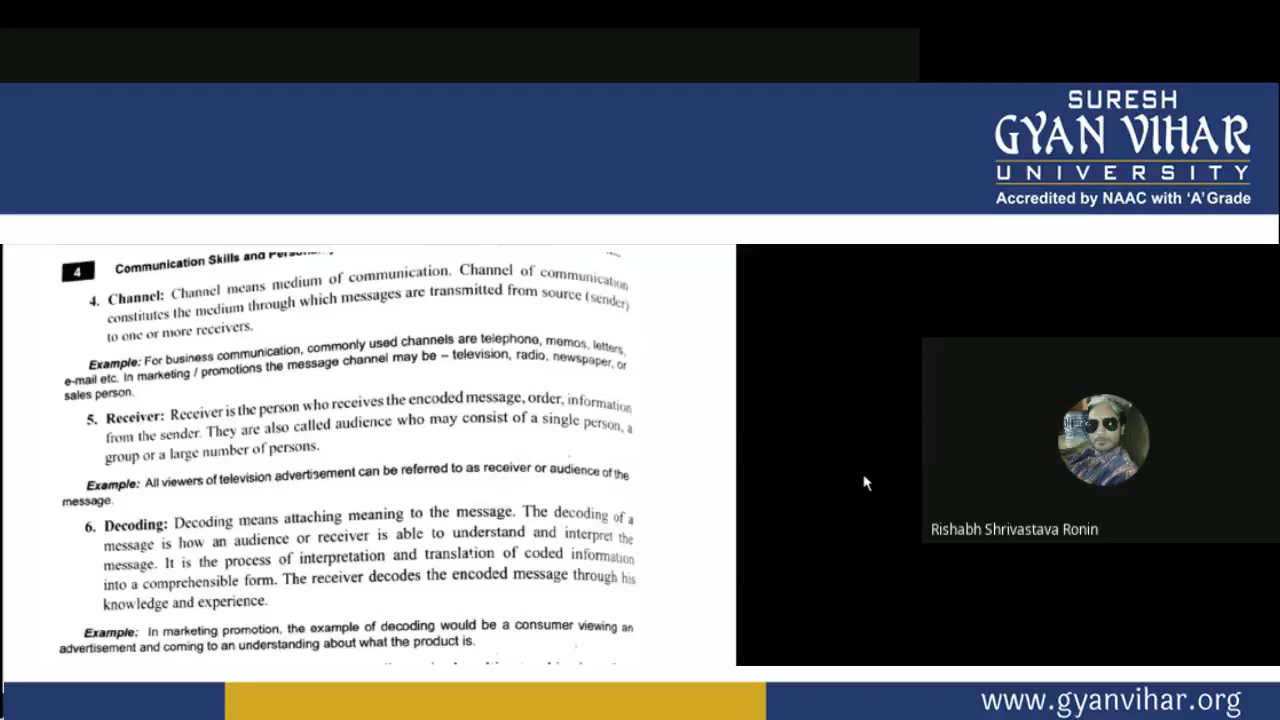 SURESH
GYAN VIHAR
UNIVERSITY
Accredited by NAAC with 'A' Grade
4 Communication Skills and
4. Channel: Channel means medium of communication. Channel of communication
constitutes the medium through which messages are transmitted from source (sender)
to one or more receivers.
Example: For business communication, commonly used channels are telephone, memos, letters,
e-mail etc. In marketing / promotions the message channel may be – television, radio, newspaper, or
sales person.
5. Receiver: Receiver is the person who receives the encoded message, order, information
from the sender. They are also called audience who may consist of a single person, a
group or a large number of persons.
Example: All viewers of television advertisement can be referred to as receiver or audience of the
message.
6. Decoding: Decoding means attaching meaning to the message. The decoding of a
message is how an audience or receiver is able to understand and interpret the
message. It is the process of interpretation and translation of coded information
into a comprehensible form. The receiver decodes the encoded message through his
knowledge and experience.
Example: In marketing promotion, the example of decoding would be a consumer viewing an
advertisement and coming to an understanding about what the product is.
Rishabh Shrivastava Ronin
www.gyanvihar.org